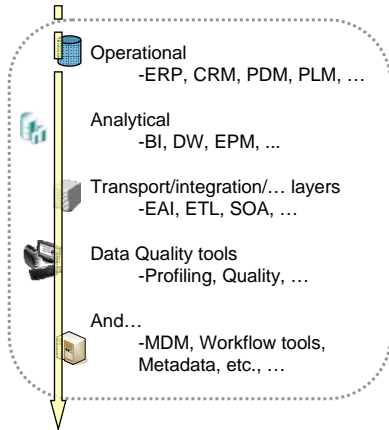 Operational
-ERP, CRM, PDM, PLM, …
Analytical
-BI, DW, EPM, ...
Transport/integration/… layers
-EAI, ETL, SOA, …
Data Quality tools
-Profiling, Quality, …
And…
-MDM, Workflow tools,
Metadata, etc., …